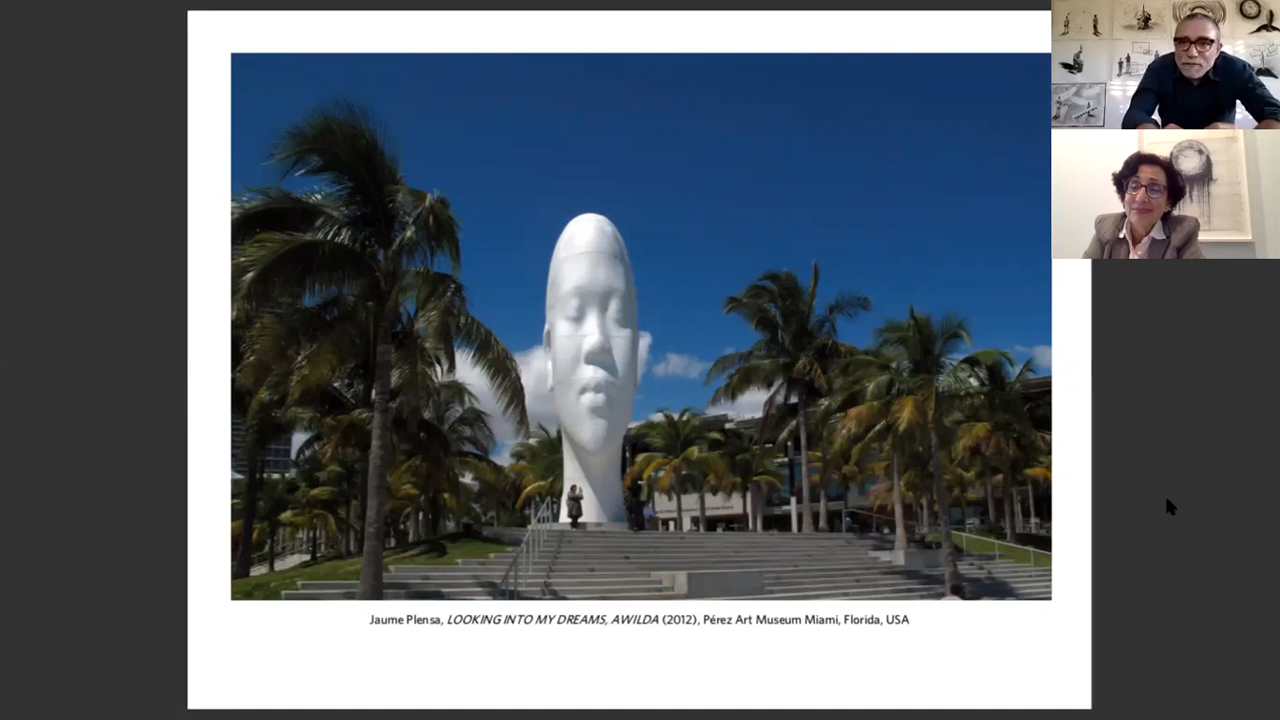 Jaume Plensa, LOOKING INTO MY DREAMS, AWILDA (2012), Pérez Art Museum Miami, Florida, USA